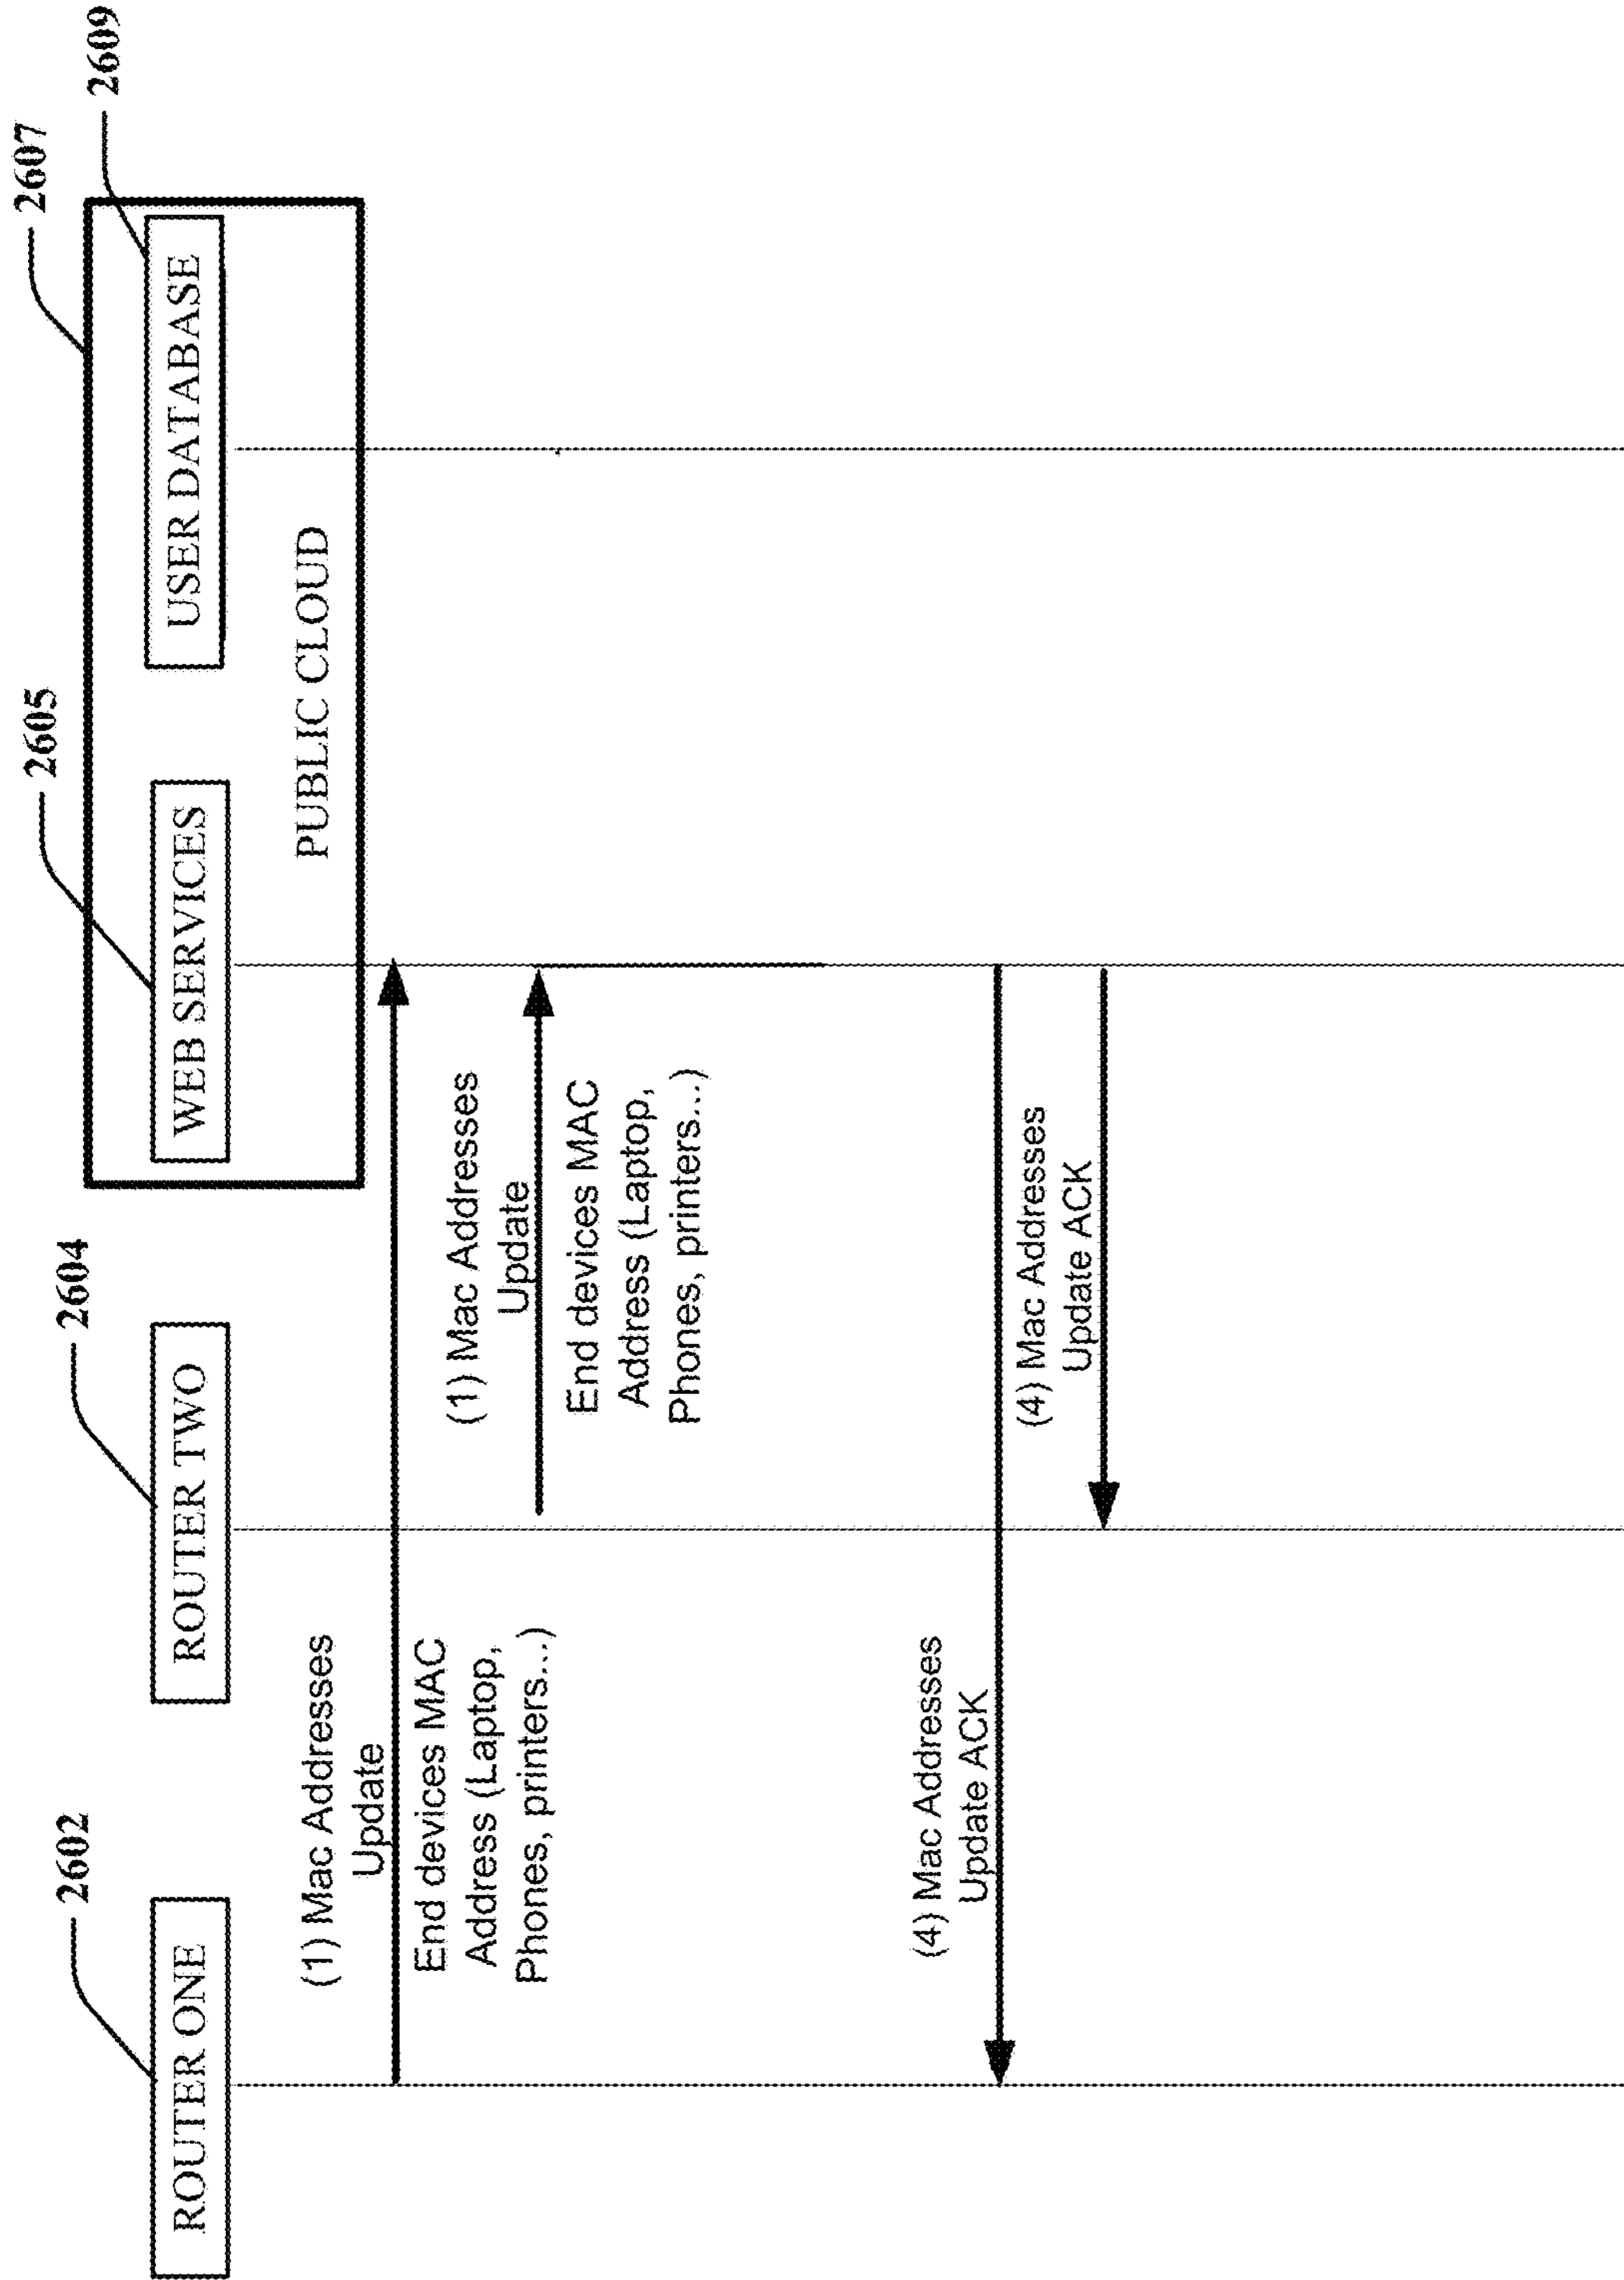 2607
2609
2605
2604
2602
ROUTER ONE
ROUTER TWO
WEB SERVICES
USER DATABASE
PUBLIC CLOUD
(1) Mac Addresses
Update
End devices MAC
Address (Laptop,
Phones, printers...)
(1) Mac Addresses
Update
End devices MAC
Address (Laptop,
Phones, printers...)
(4) Mac Addresses
Update ACK
(4) Mac Addresses
Update ACK